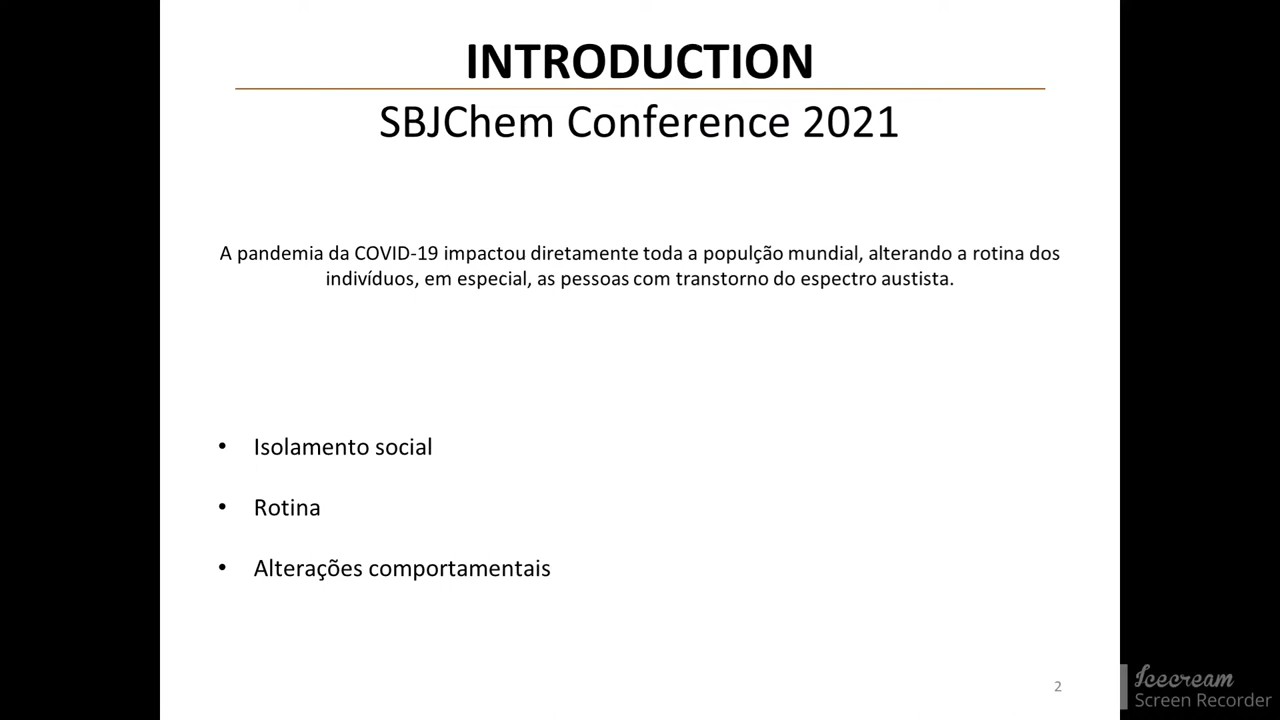 INTRODUCTION
SBJChem Conference 2021
A pandemia da COVID-19 impactou diretamente toda a populção mundial, alterando a rotina dos
indivíduos, em especial, as pessoas com transtorno do espectro austista.
• Isolamento social
• Rotina
• Alterações comportamentais
2
Icecream
Screen Recorder